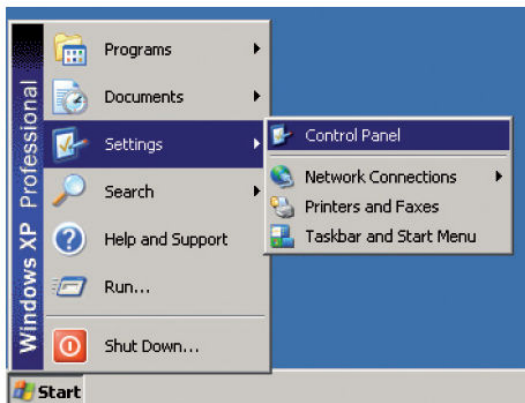 Windows XP Professional
Programs
Documents
Settings
Search
Help and Support
Run...
Shut Down...
Control Panel
Network Connections
Printers and Faxes
Taskbar and Start Menu
Start